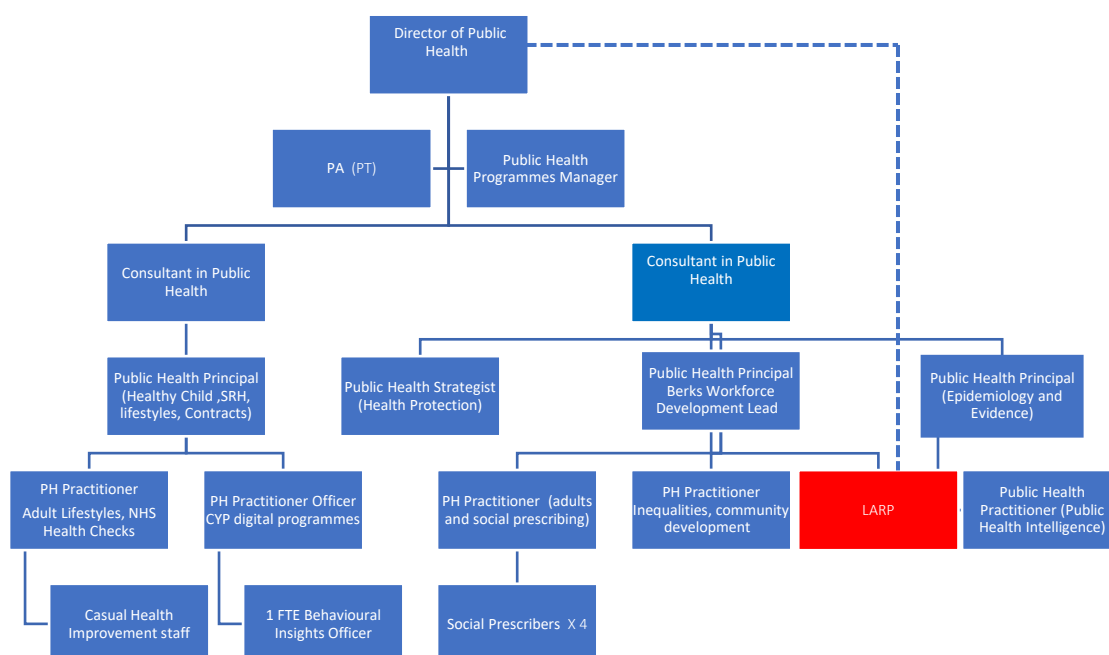 Director of Public
Health
PA (PT)
Public Health
Programmes Manager
Consultant in Public
Health
Consultant in Public
Health
Public Health Principal
(Healthy Child ,SRH,
lifestyles, Contracts)
Public Health Strategist
(Health Protection)
Public Health Principal
Berks Workforce
Development Lead
Public Health Principal
(Epidemiology and
Evidence)
PH Practitioner
Adult Lifestyles, NHS
Health Checks
PH Practitioner Officer
CYP digital programmes
PH Practitioner (adults
and social prescribing)
PH Practitioner
Inequalities, community
development
LARP
Public Health
Practitioner (Public
Health Intelligence)
Casual Health
Improvement staff
1 FTE Behavioural
Insights Officer
Social Prescribers X 4